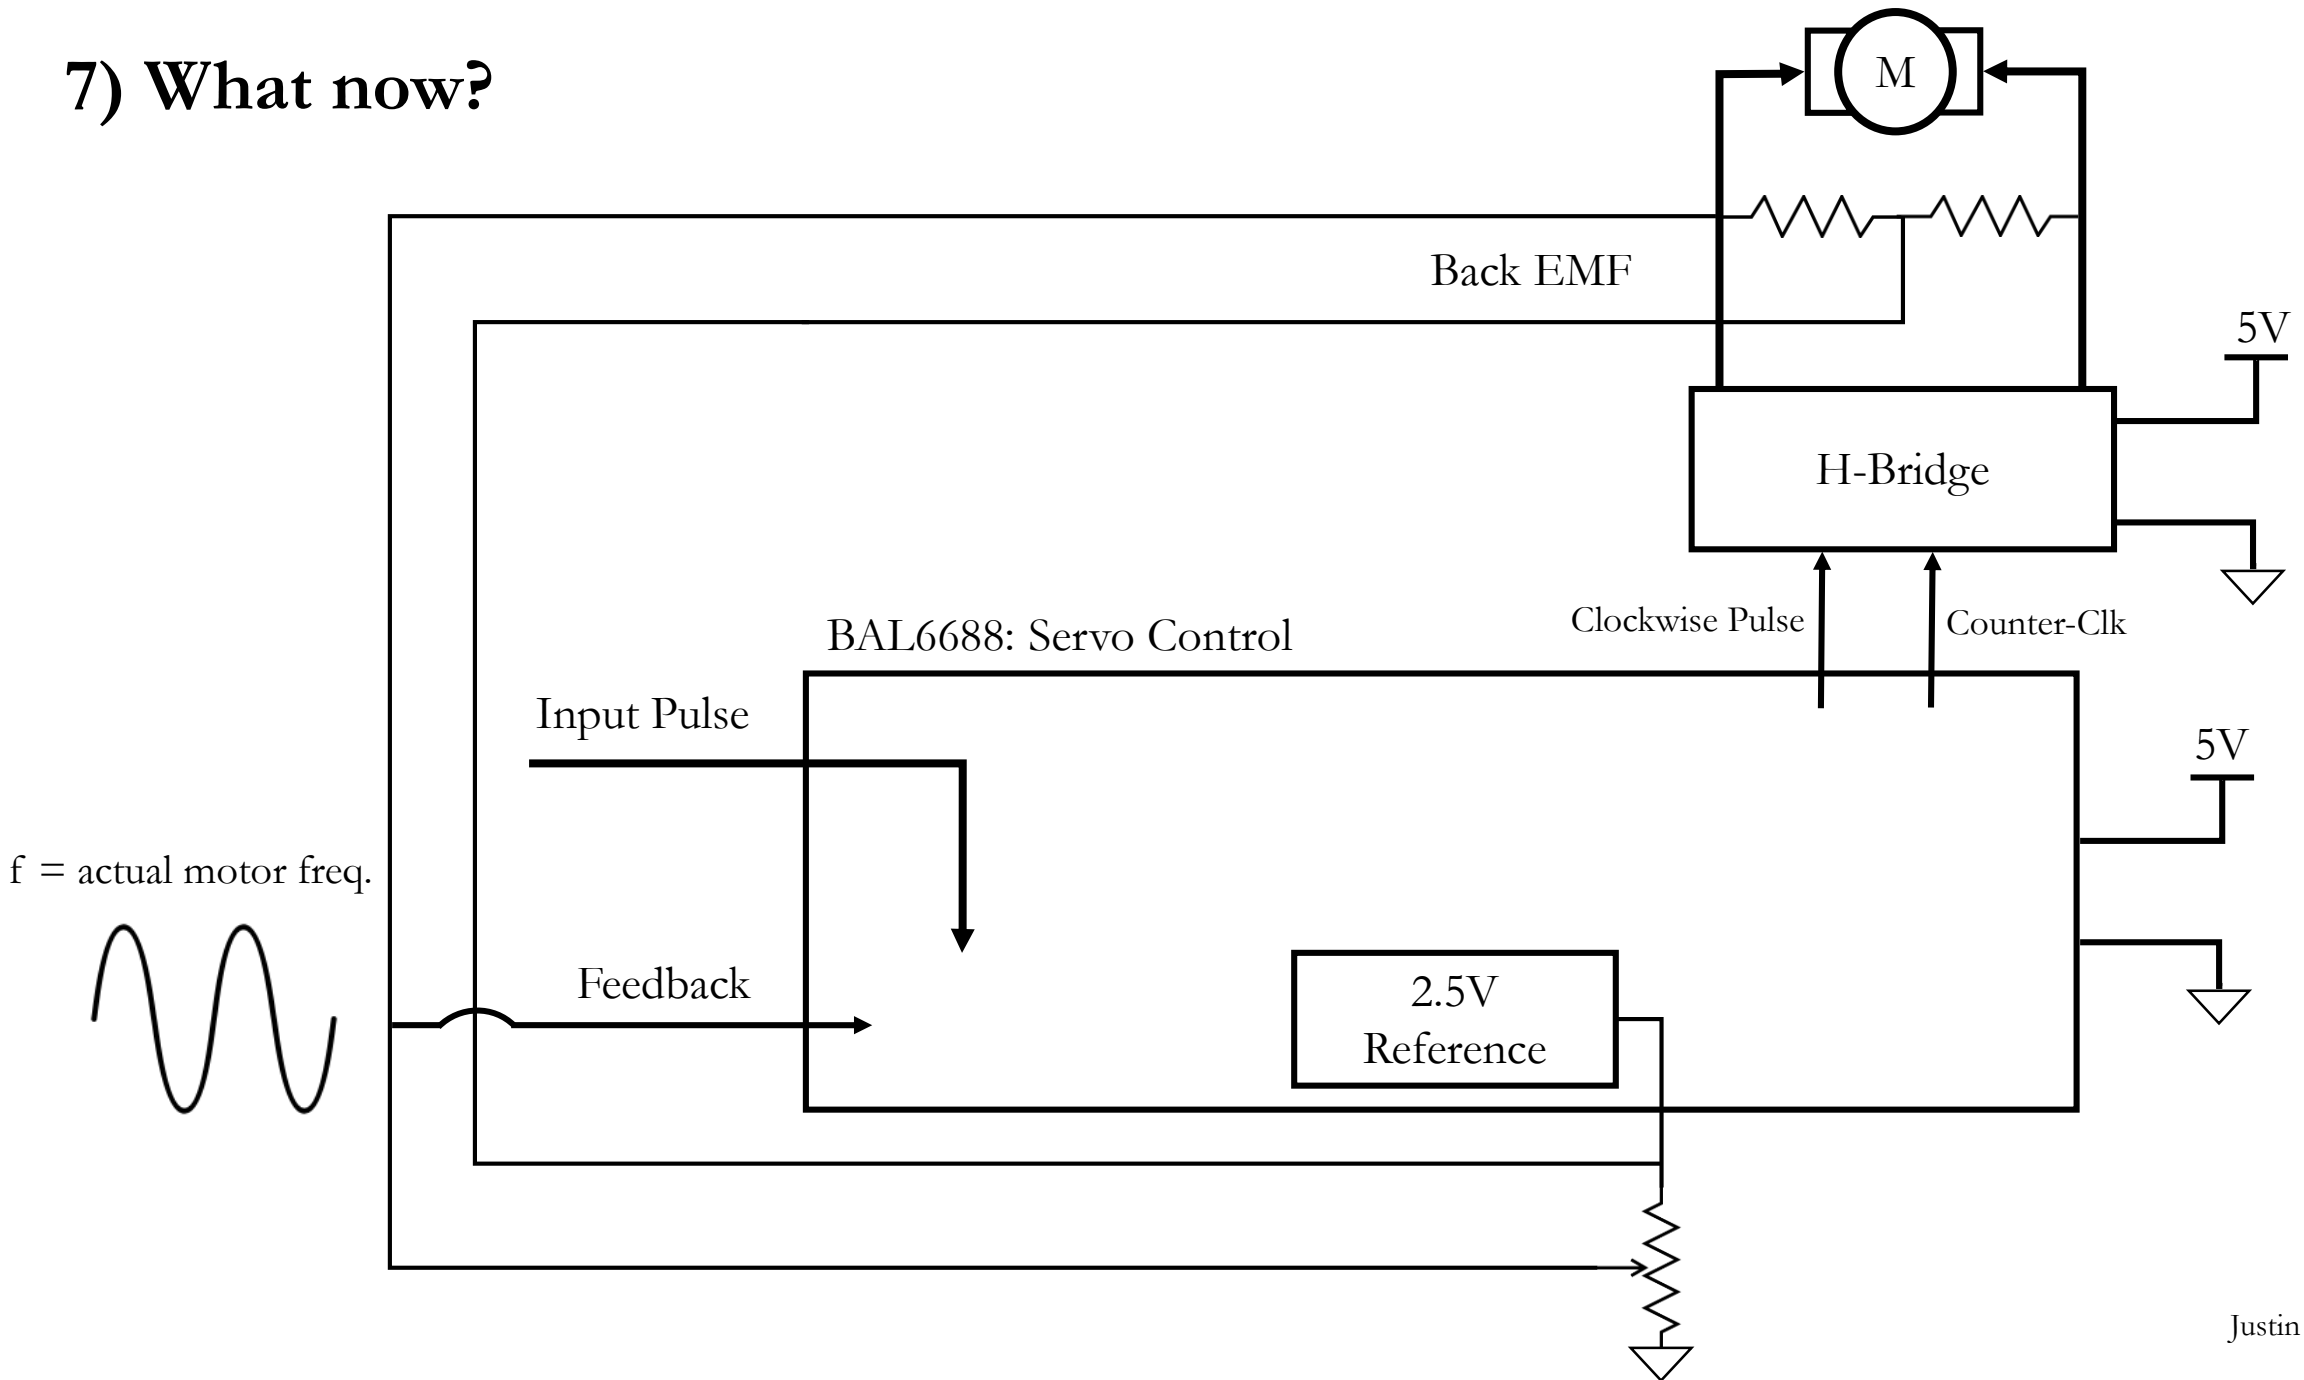 7) What now?
M
Back EMF
5V
H-Bridge
Clockwise Pulse
Counter-Clk
BAL6688: Servo Control
Input Pulse
5V
f = actual motor freq.
Feedback
2.5V
Reference
Justin